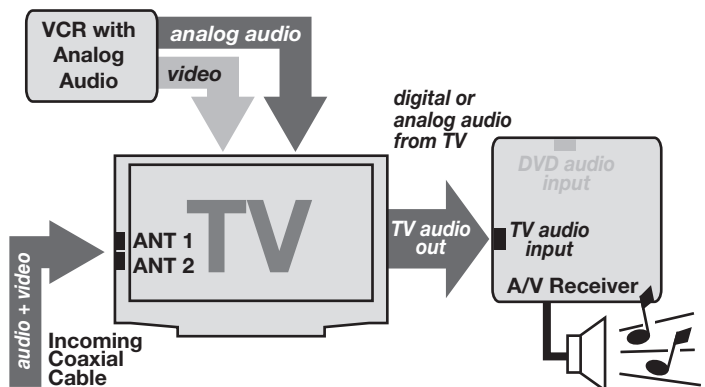 VCR with
Analog
Audio
analog audio
video
digital or
analog audio
from TV
DVD audio
input
TV
ANT 1
ANT 2
TV audio
out
TV audio
input
A/V Receiver
audio + video
Incoming
Coaxial
Cable